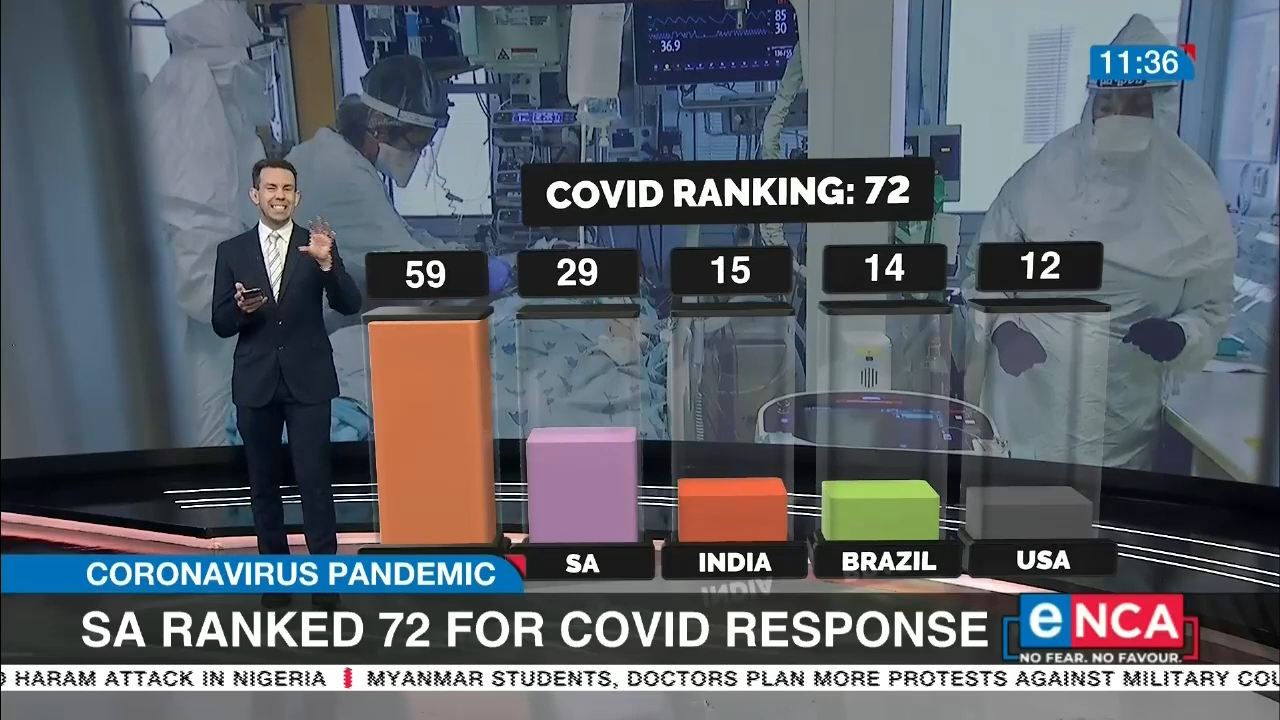 85
30
36.9
11:36
COVID RANKING: 72
59
29
15
14
12
SA
INDIA
BRAZIL
USA
CORONAVIRUS PANDEMIC
SA RANKED 72 FOR COVID RESPONSE
eNCA
NO FEAR. NO FAVOUR.
HARAM ATTACK IN NIGERIA
MYANMAR STUDENTS, DOCTORS PLAN MORE PROTESTS AGAINST MILITARY COU